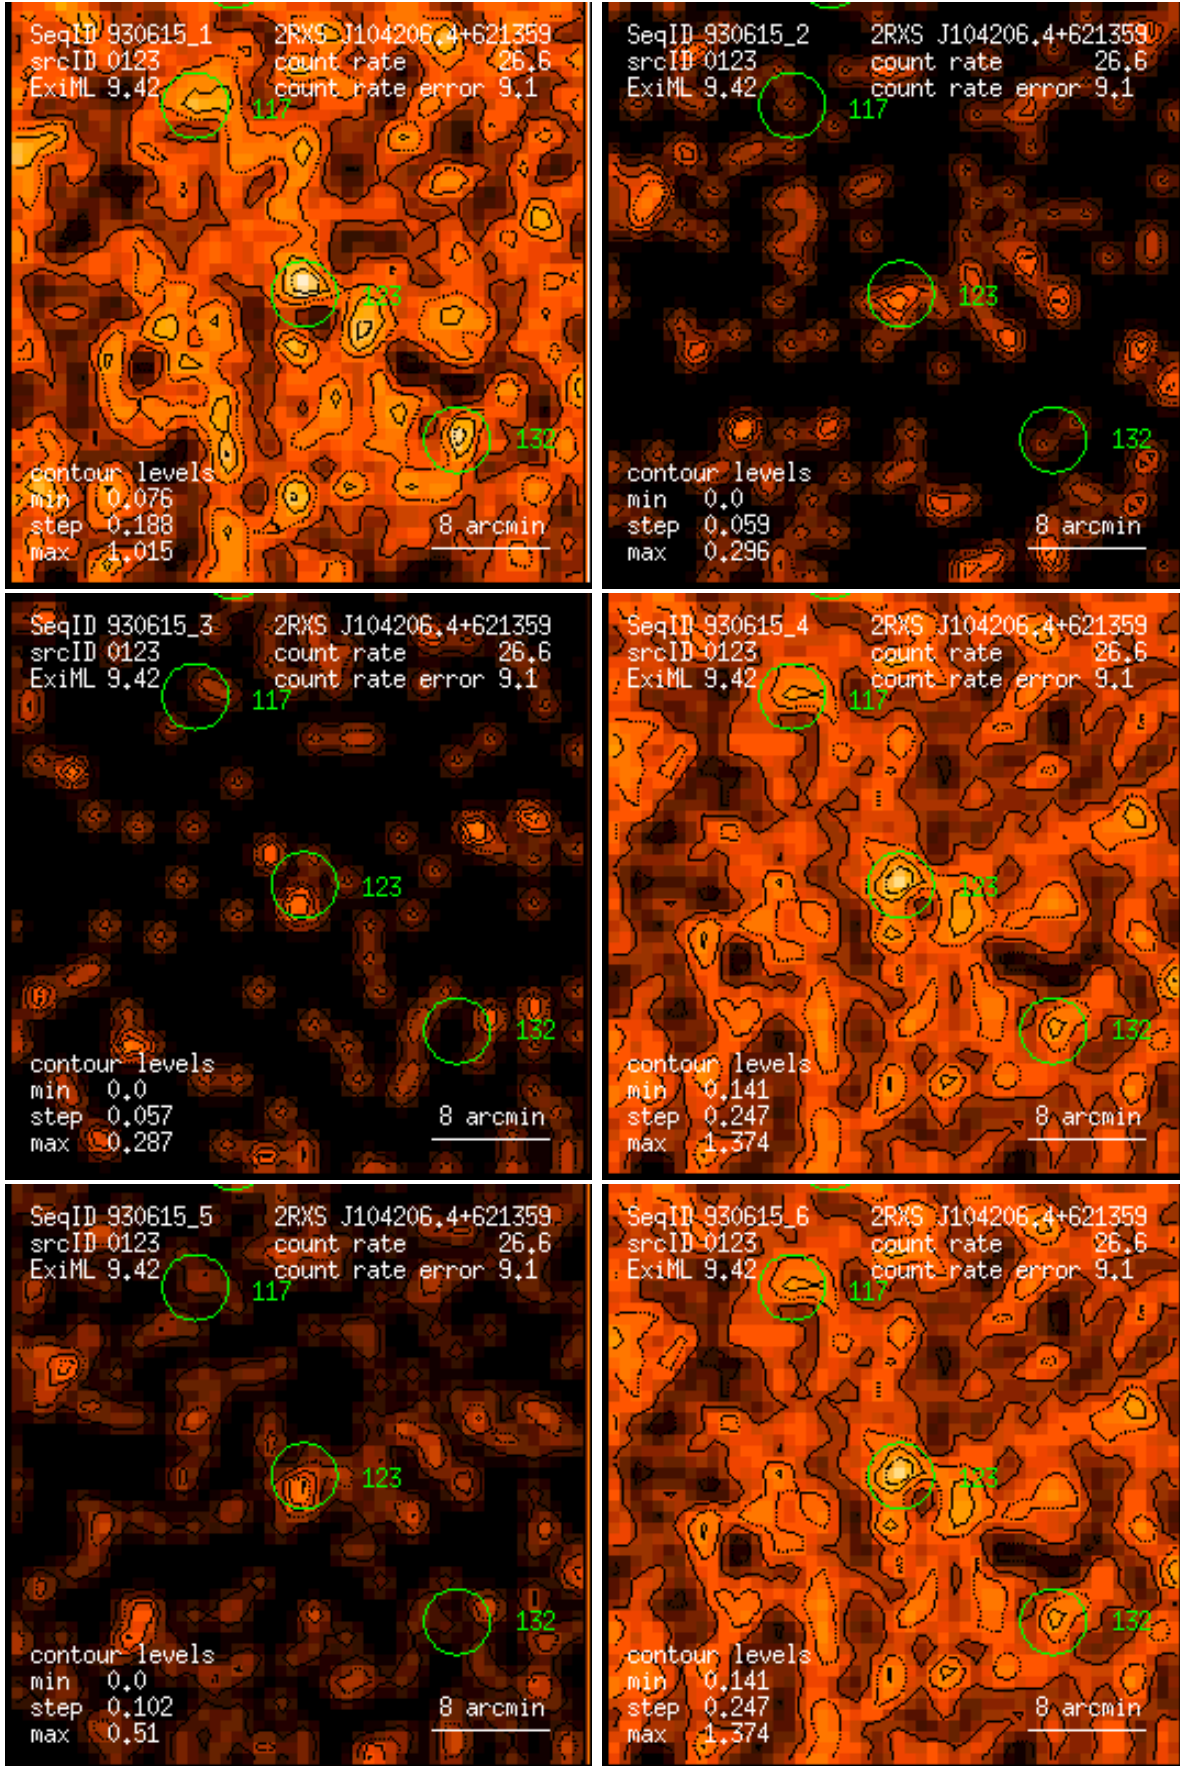 SeqID 930615_1 2RXS J104206.4+621359
srcID 0123 count rate 26.6
ExiML 9.42 count rate error 9.1
117
123
132
contour levels
min 0.076
step 0.188 8 arcmin
max 1.015
SeqID 930615_2 2RXS J104206.4+621359
srcID 0123 count rate 26.6
ExiML 9.42 count rate error 9.1
117
123
132
contour levels
min 0.0
step 0.059 8 arcmin
max 0.296
SeqID 930615_3 2RXS J104206.4+621359
srcID 0123 count rate 26.6
ExiML 9.42 count rate error 9.1
117
123
132
contour levels
min 0.0
step 0.057 8 arcmin
max 0.287
SeqID 930615_4 2RXS J104206.4+621359
srcID 0123 count rate 26.6
ExiML 9.42 count rate error 9.1
117
123
132
contour levels
min 0.141
step 0.247 8 arcmin
max 1.374
SeqID 930615_5 2RXS J104206.4+621359
srcID 0123 count rate 26.6
ExiML 9.42 count rate error 9.1
117
123
132
contour levels
min 0.0
step 0.102 8 arcmin
max 0.51
SeqID 930615_6 2RXS J104206.4+621359
srcID 0123 count rate 26.6
ExiML 9.42 count rate error 9.1
117
123
132
contour levels
min 0.141
step 0.247 8 arcmin
max 1.374